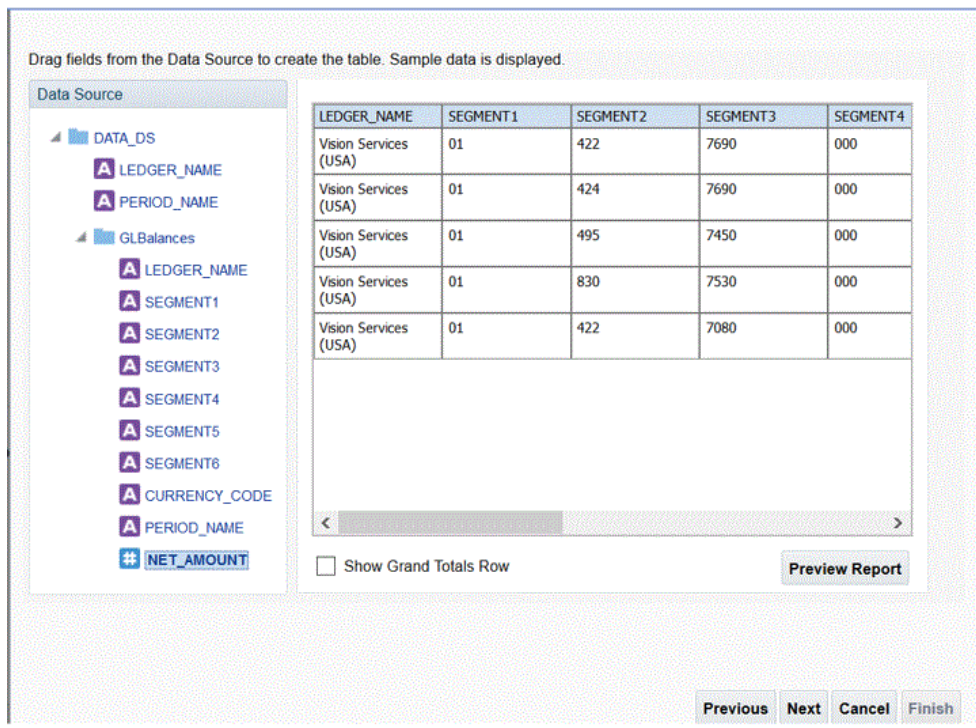 Drag fields from the Data Source to create the table. Sample data is displayed.
Data Source
DATA_DS
A LEDGER_NAME
A PERIOD_NAME
GLBalances
A LEDGER_NAME
A SEGMENT1
A SEGMENT2
A SEGMENT3
A SEGMENT4
A SEGMENT5
A SEGMENT6
A CURRENCY_CODE
A PERIOD_NAME
# NET_AMOUNT
LEDGER_NAME SEGMENT1 SEGMENT2 SEGMENT3 SEGMENT4
Vision Services 01 422 7690 000
(USA)
Vision Services 01 424 7690 000
(USA)
Vision Services 01 495 7450 000
(USA)
Vision Services 01 830 7530 000
(USA)
Vision Services 01 422 7080 000
(USA)
Show Grand Totals Row
Preview Report
Previous Next Cancel Finish